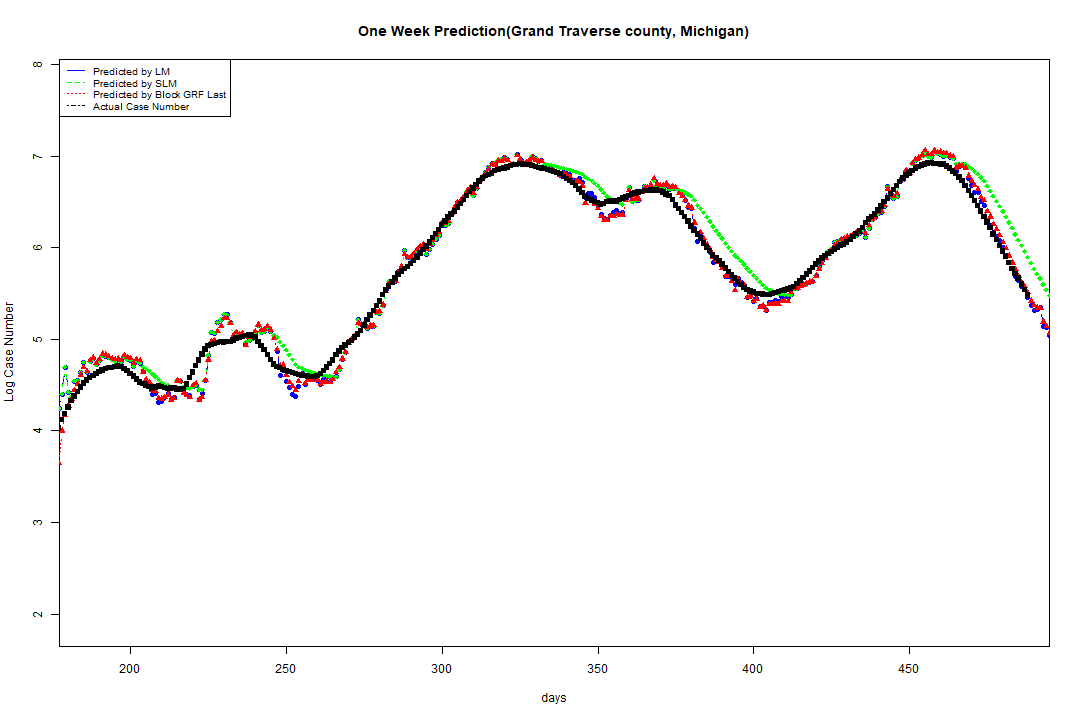 One Week Prediction(Grand Traverse county, Michigan)
Predicted by LM
Predicted by SLM
Predicted by Block GRF Last
Actual Case Number
8
7
6
5
4
3
2
Log Case Number
200 250 300 350 400 450
days